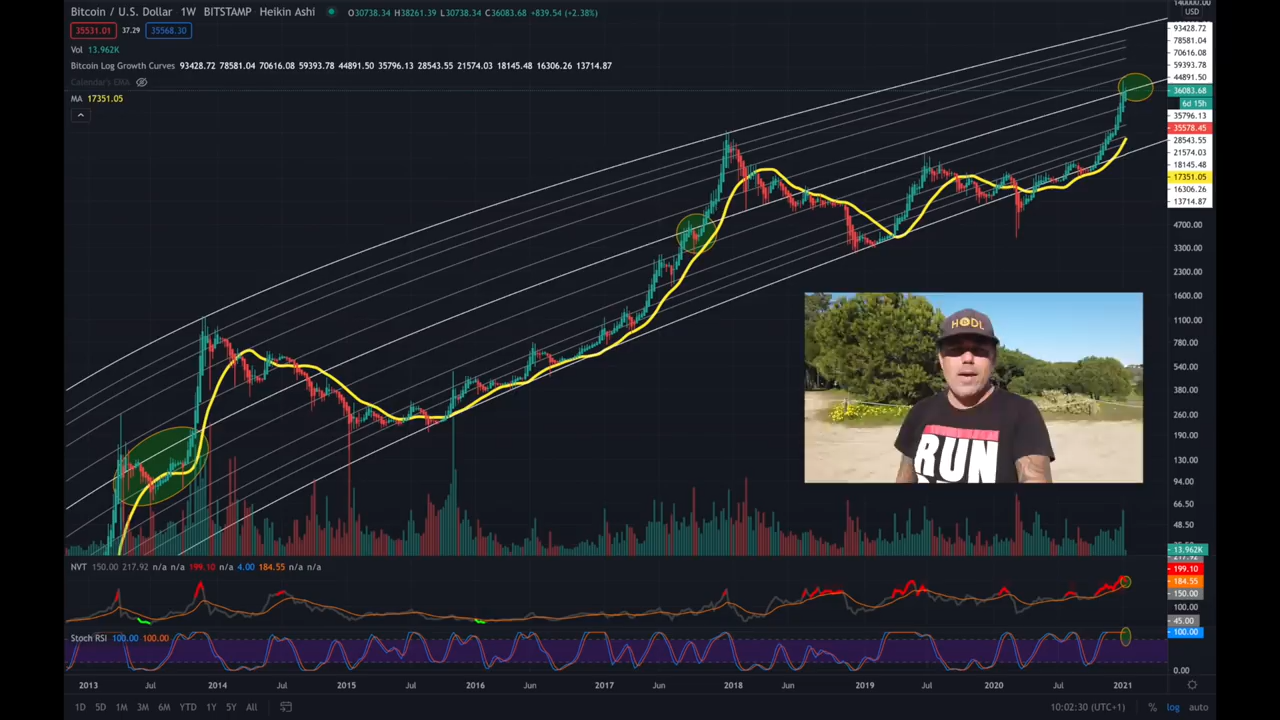 Bitcoin / U.S. Dollar 1W BITSTAMP Heikin Ashi O30738.34 H38261.39 L30738.34 C36083.68 +839.54 (+2.38%)
35531.01 37.29 35568.30
Vol 13.962K
Bitcoin Log Growth Curves 93428.72 78581.04 70616.08 59393.78 44891.50 35796.13 28543.55 21574.03 18145.48 16306.26 13714.87
Calendar's EMA
MA 17351.05
140000.00
USD
93428.72
78581.04
70616.08
59393.78
44891.50
36083.68
6d 15h
35796.13
35578.45
28543.55
21574.03
18145.48
17351.05
16306.26
13714.87
4700.00
3300.00
2300.00
1600.00
1100.00
780.00
540.00
380.00
260.00
190.00
130.00
94.00
66.50
48.50
13.962K
HODL
RUN
NVT 150.00 217.92 n/a n/a 199.10 n/a 4.00 184.55 n/a n/a
217.92
199.10
184.55
150.00
100.00
45.00
Stoch RSI 100.00 100.00
100.00
0.00
2013 Jul 2014 Jul 2015 Jul 2016 Jun 2017 Jun 2018 Jun 2019 Jul 2020 Jul 2021
1D 5D 1M 3M 6M YTD 1Y 5Y All 10:02:30 (UTC+1) % log auto